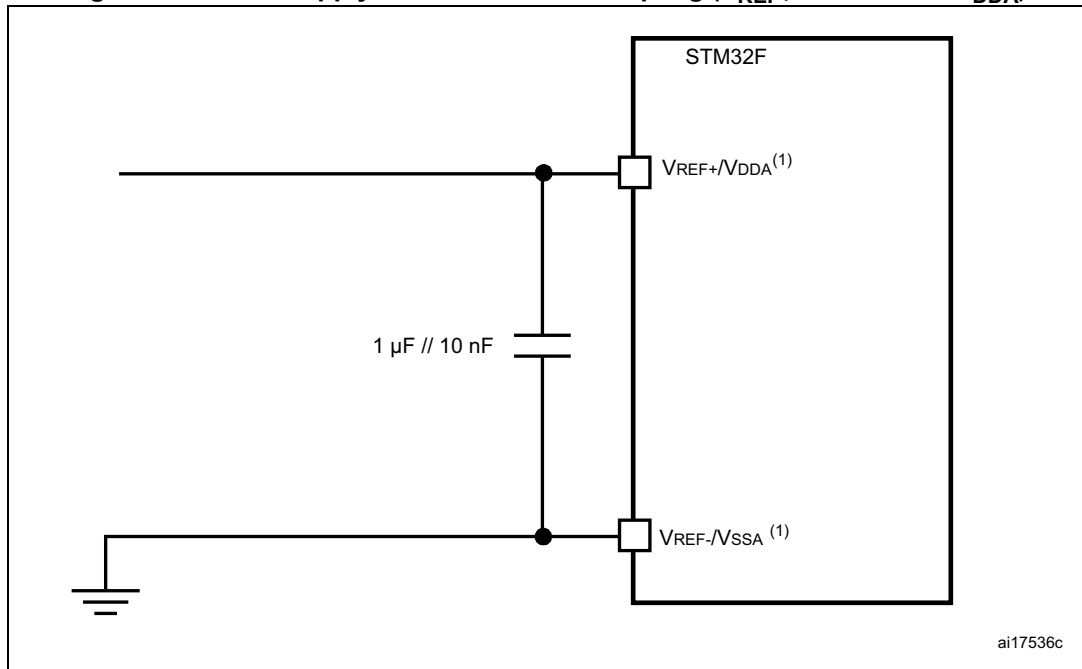 STM32F
VREF+/VDDA(1)
1 µF // 10 nF
VREF-/VSSA (1)
ai17536c